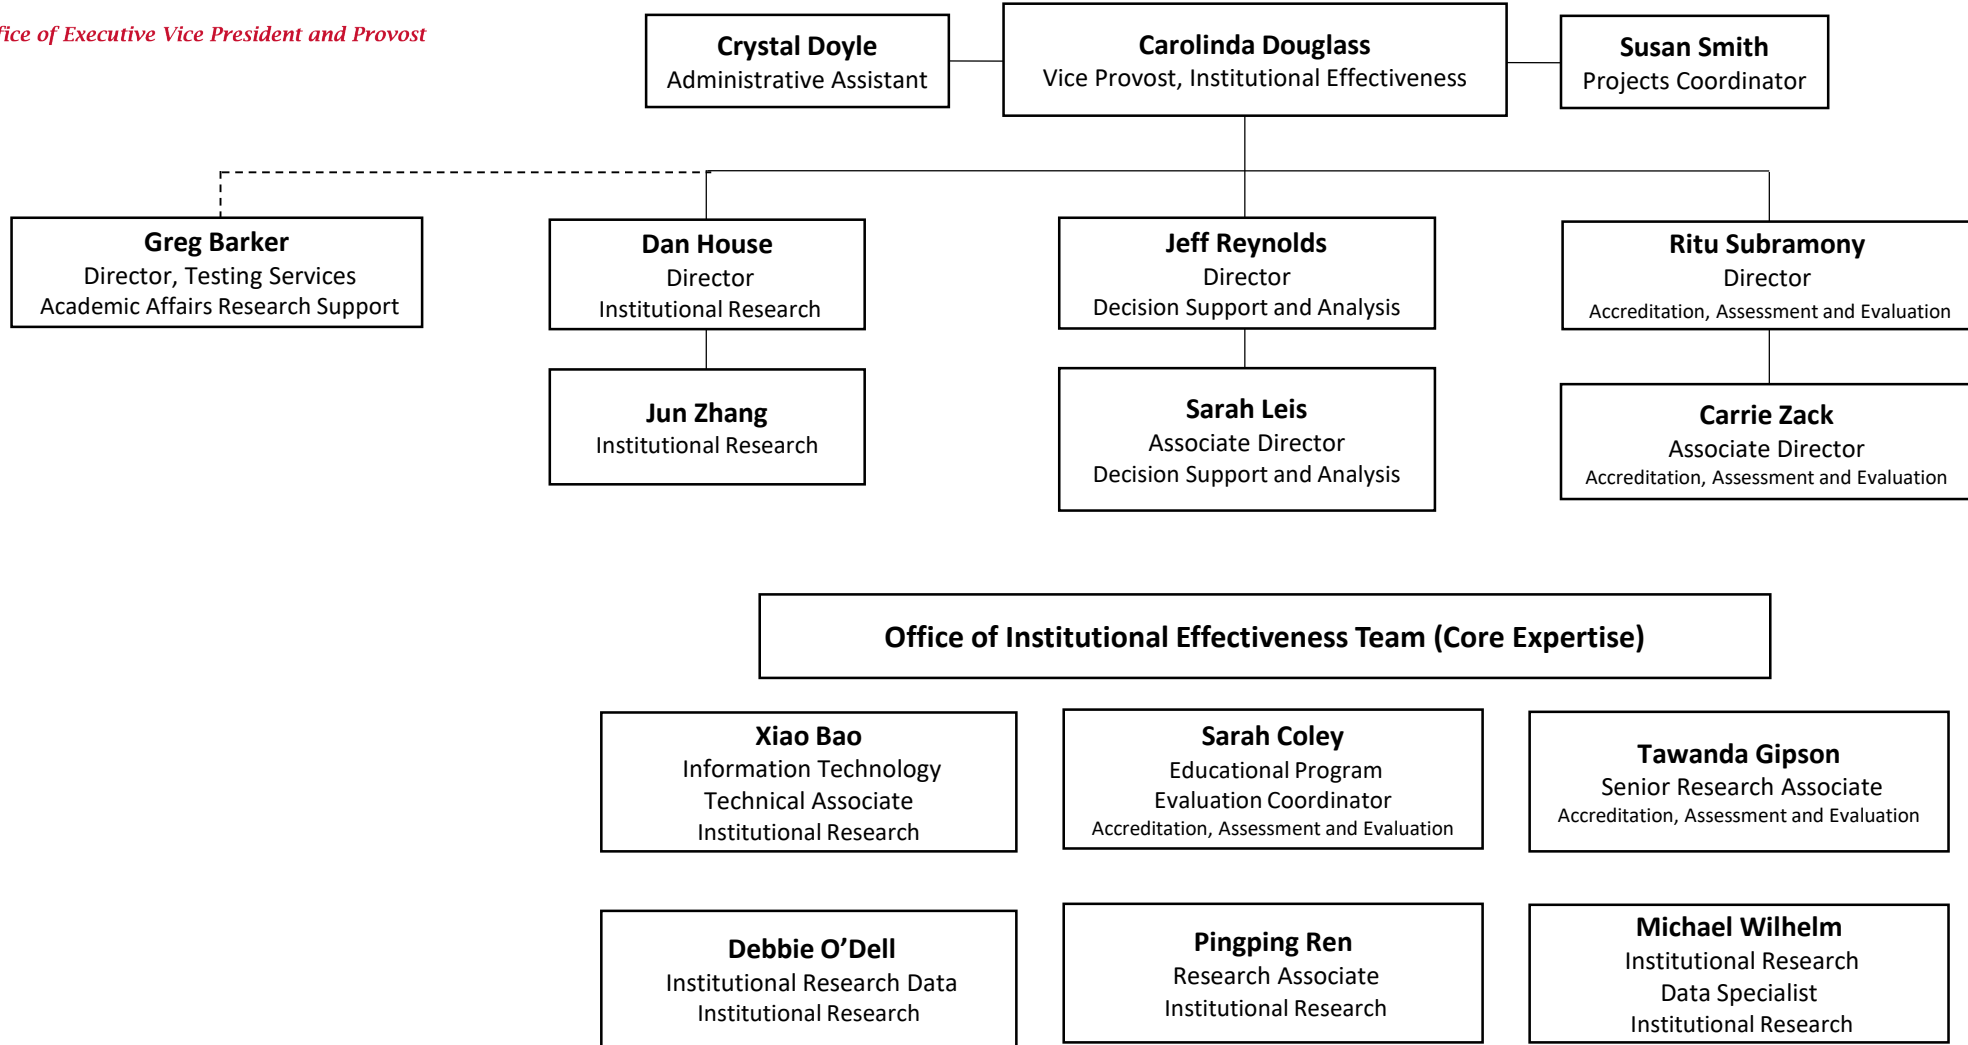 fice of Executive Vice President and Provost
Crystal Doyle
Administrative Assistant
Carolinda Douglass
Vice Provost, Institutional Effectiveness
Susan Smith
Projects Coordinator
Greg Barker
Director, Testing Services
Academic Affairs Research Support
Dan House
Director
Institutional Research
Jeff Reynolds
Director
Decision Support and Analysis
Ritu Subramony
Director
Accreditation, Assessment and Evaluation
Jun Zhang
Institutional Research
Sarah Leis
Associate Director
Decision Support and Analysis
Carrie Zack
Associate Director
Accreditation, Assessment and Evaluation
Office of Institutional Effectiveness Team (Core Expertise)
Xiao Bao
Information Technology
Technical Associate
Institutional Research
Sarah Coley
Educational Program
Evaluation Coordinator
Accreditation, Assessment and Evaluation
Tawanda Gipson
Senior Research Associate
Accreditation, Assessment and Evaluation
Debbie O’Dell
Institutional Research Data
Institutional Research
Pingping Ren
Research Associate
Institutional Research
Michael Wilhelm
Institutional Research
Data Specialist
Institutional Research